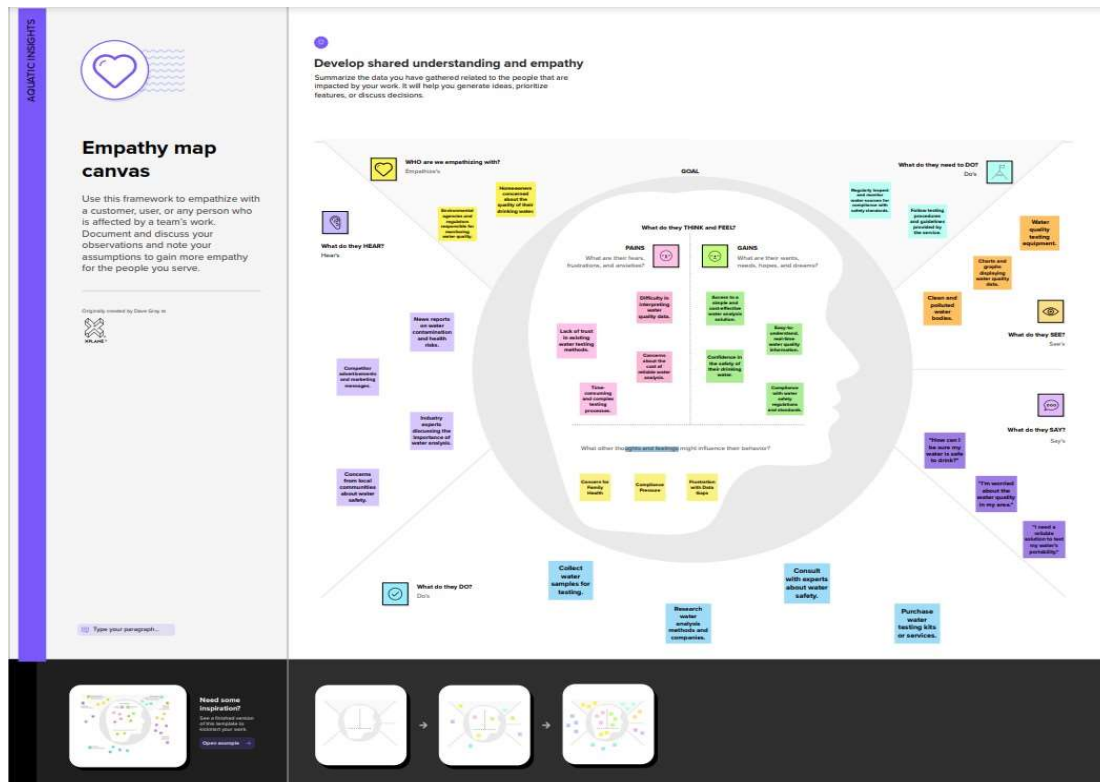 AQUATIC INSIGHTS
Empathy map
canvas
Use this framework to empathize with
a customer, user, or any person who
is affected by a team's work.
Document and discuss your
observations and note your
assumptions to gain more empathy
for the people you serve.
Originally created by Dave Gray at
XPLANE
Type your paragraph...
Develop shared understanding and empathy
Summarize the data you have gathered related to the people that are
impacted by your work. It will help you generate ideas, prioritize
features, or discuss decisions.
WHO are we empathizing with?
Empathize's
Homeowners
concerned
about the
quality of their
drinking water.
Environmental
agencies and
regulators
responsible for
monitoring
water quality.
GOAL
What do they need to DO?
Do's
Regularly inspect
and monitor
water sources for
compliance with
safety standards.
Follow testing
procedures
and guidelines
provided by
the service.
What do they HEAR?
Hear's
News reports
on water
contamination
and health
risks.
Competitor
advertisements
and marketing
messages.
Industry
experts
discussing the
importance of
water analysis.
Concerns
from local
communities
about water
safety.
What do they THINK and FEEL?
PAINS
What are their fears,
frustrations, and anxieties?
GAINS
What are their wants,
needs, hopes, and dreams?
Difficulty in
interpreting
water
quality data.
Lack of trust
in existing
water testing
methods.
Concerns
about the
cost of
reliable water
analysis.
Time-
consuming
and complex
testing
processes.
Access to a
simple and
cost-effective
water analysis
solution.
Easy-to-
understand,
real-time
water quality
information.
Confidence in
the safety of
their drinking
water.
Compliance
with water
safety
regulations
and standards.
What other thoughts and feelings might influence their behavior?
Concern for
Family
Health
Compliance
Pressure
Frustration
with Data
Gaps
Water
quality
testing
equipment.
Charts and
graphs
displaying
water quality
data.
Clean and
polluted
water
bodies.
What do they SEE?
See's
What do they SAY?
Say's
"How can I
be sure my
water is safe
to drink?"
"I'm worried
about the
water quality
in my area."
"I need a
reliable
solution to test
my water's
portability."
What do they DO?
Do's
Collect
water
samples for
testing.
Research
water
analysis
methods and
companies.
Consult
with experts
about water
safety.
Purchase
water
testing kits
or services.
Need some
inspiration?
See a finished version
of this template to
kickstart your work.
Open example